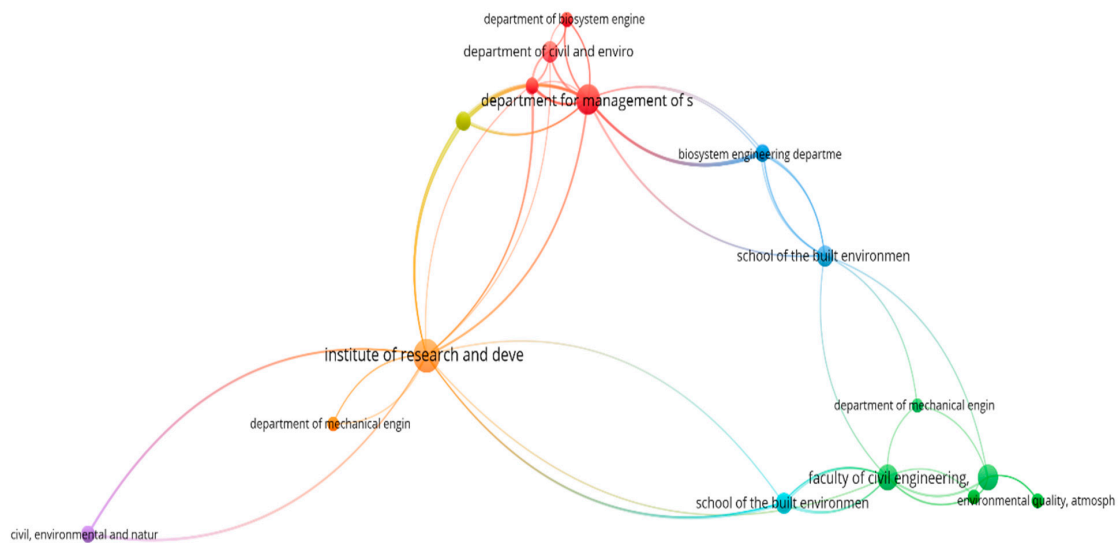 department of biosystem engine
department of civil and enviro
department for management of s
biosystem engineering departme
school of the built environmen
institute of research and deve
department of mechanical engin
department of mechanical engin
faculty of civil engineering,
school of the built environmen
environmental quality, atmosph
civil, environmental and natur